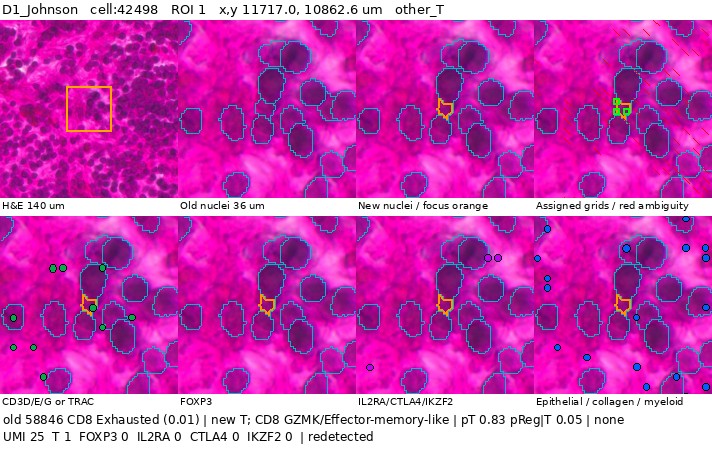 D1_Johnson   cell:42498   ROI 1   x,y 11717.0, 10862.6 um   other_T
H&E 140 um
Old nuclei 36 um
New nuclei / focus orange
Assigned grids / red ambiguity
CD3D/E/G or TRAC
FOXP3
IL2RA/CTLA4/IKZF2
Epithelial / collagen / myeloid
old 58846 CD8 Exhausted (0.01) | new T; CD8 GZMK/Effector-memory-like | pT 0.83 pReg|T 0.05 | none
UMI 25  T 1  FOXP3 0  IL2RA 0  CTLA4 0  IKZF2 0  | redetected